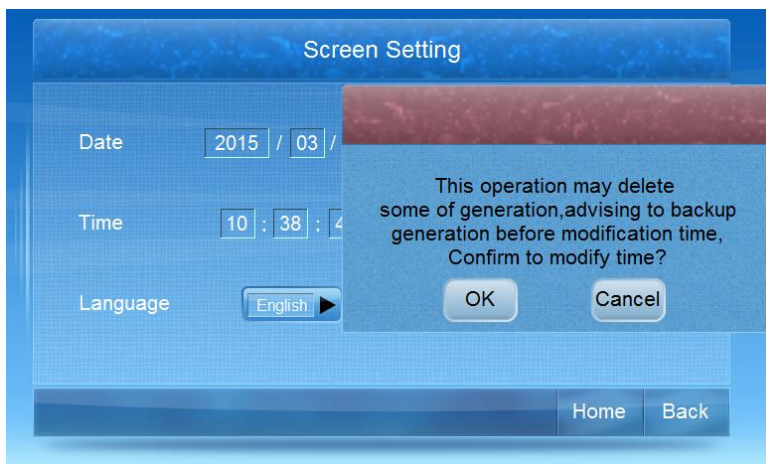 Screen Setting
Date 2015 / 03 /
Time 10 : 38 : 4
Language English
This operation may delete
some of generation,advising to backup
generation before modification time,
Confirm to modify time?
OK Cancel
Home Back